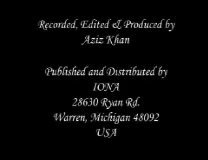 Recorded, Edited & Produced by
Aziz Khan
Published and Distributed by
IONA
28630 Ryan Rd.
Warren, Michigan 48092
USA